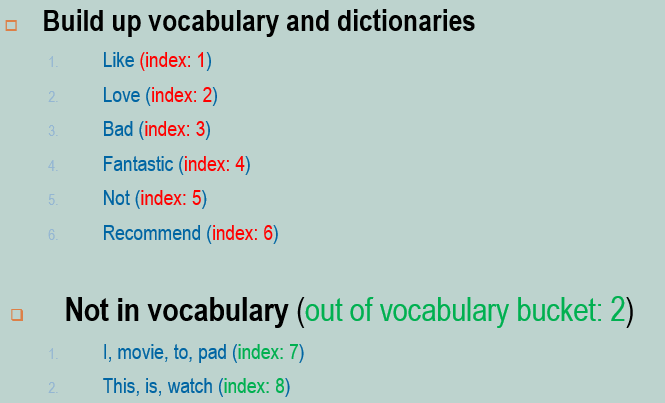 Build up vocabulary and dictionaries
1. Like (index: 1)
2. Love (index: 2)
3. Bad (index: 3)
4. Fantastic (index: 4)
5. Not (index: 5)
6. Recommend (index: 6)
Not in vocabulary (out of vocabulary bucket: 2)
1. I, movie, to, pad (index: 7)
2. This, is, watch (index: 8)